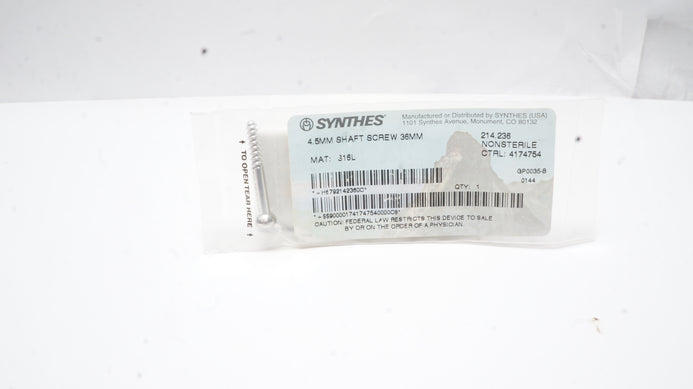 TO OPEN TEAR HERE
SYNTHES®
Manufactured or Distributed by SYNTHES (USA)
1101 Synthes Avenue, Monument, CO 80132
4.5MM SHAFT SCREW 36MM
214.236
NONSTERILE
MAT: 316L
CTRL: 4174754
GP0035-B
0144
QTY: 1
*+H6792142360O*
CAUTION: FEDERAL LAW RESTRICTS THIS DEVICE TO SALE
BY OR ON THE ORDER OF A PHYSICIAN.